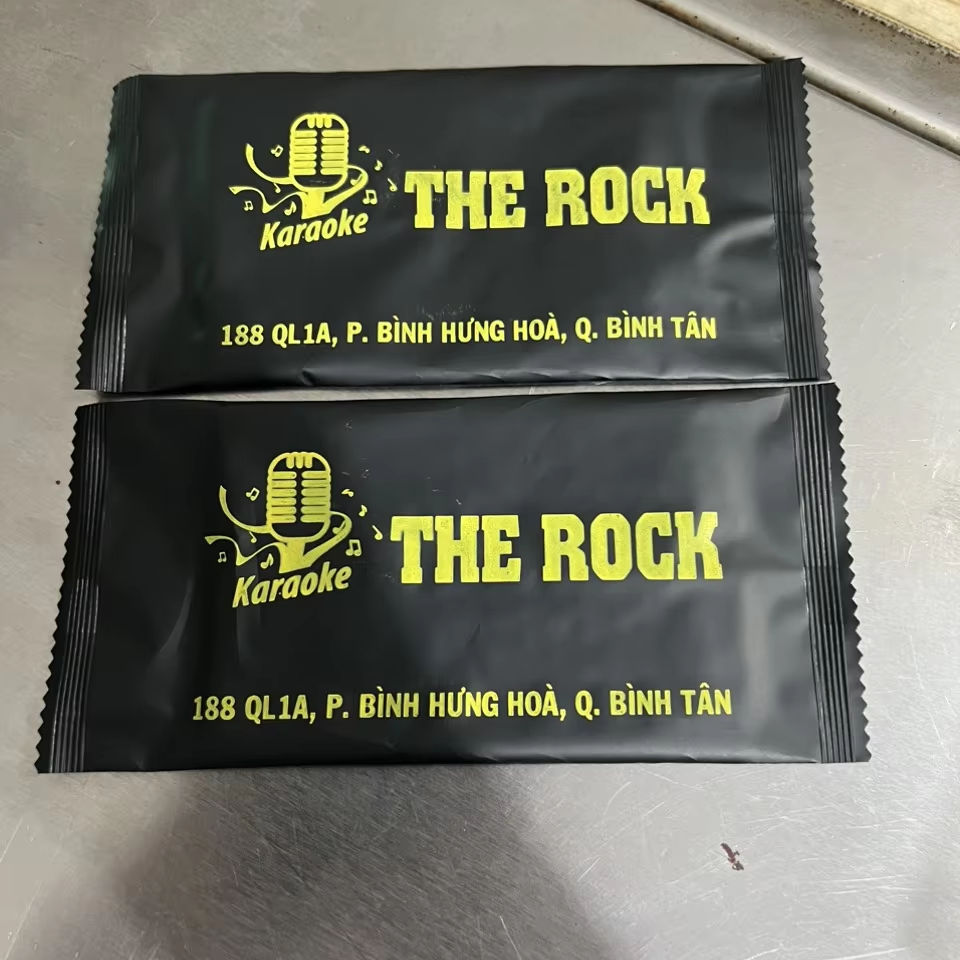 THE ROCK
Karaoke
188 QL1A, P. BÌNH HƯNG HOÀ, Q. BÌNH TÂN
THE ROCK
Karaoke
188 QL1A, P. BÌNH HƯNG HOÀ, Q. BÌNH TÂN